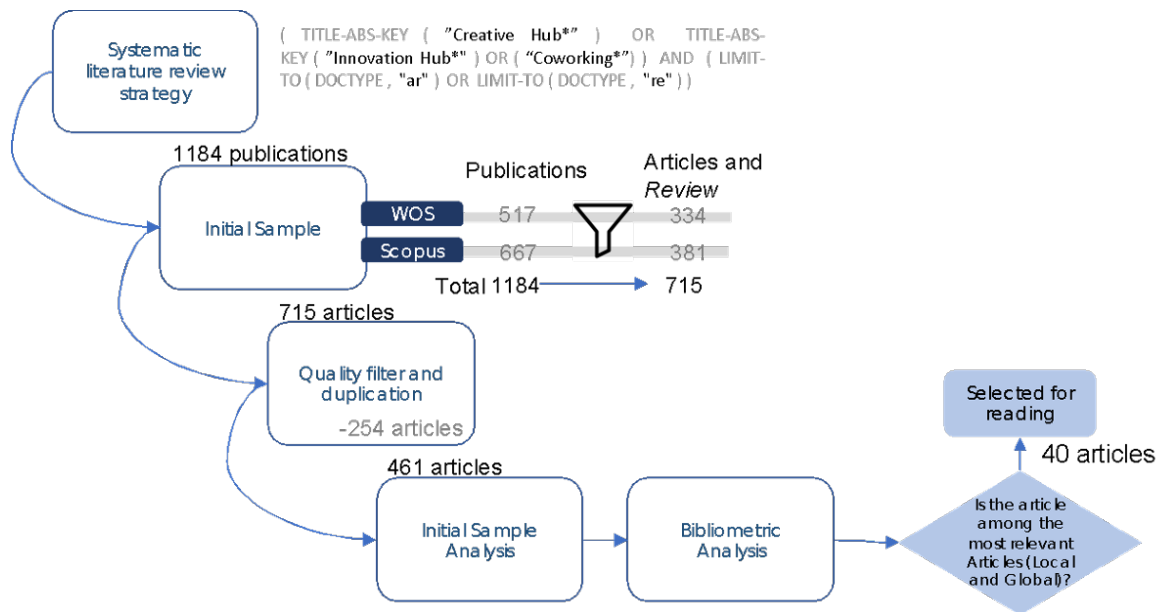 Systematic
literature review
strategy
( TITLE-ABS-KEY ( "Creative Hub*" ) OR TITLE-ABS-
KEY ( "Innovation Hub*" ) OR ( “Coworking*”) ) AND ( LIMIT-
TO ( DOCTYPE , "ar" ) OR LIMIT-TO ( DOCTYPE , "re" ) )
1184 publications
Initial Sample
Publications
Articles and
Review
WOS
517
334
Scopus
667
381
Total 1184
715
715 articles
Quality filter and
duplication
-254 articles
461 articles
Initial Sample
Analysis
Bibliometric
Analysis
Selected for
reading
40 articles
Is the article
among the
most relevant
Articles (Local
and Global)?